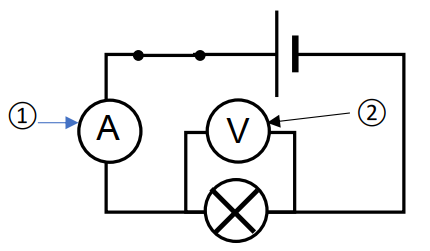 ① A V ②